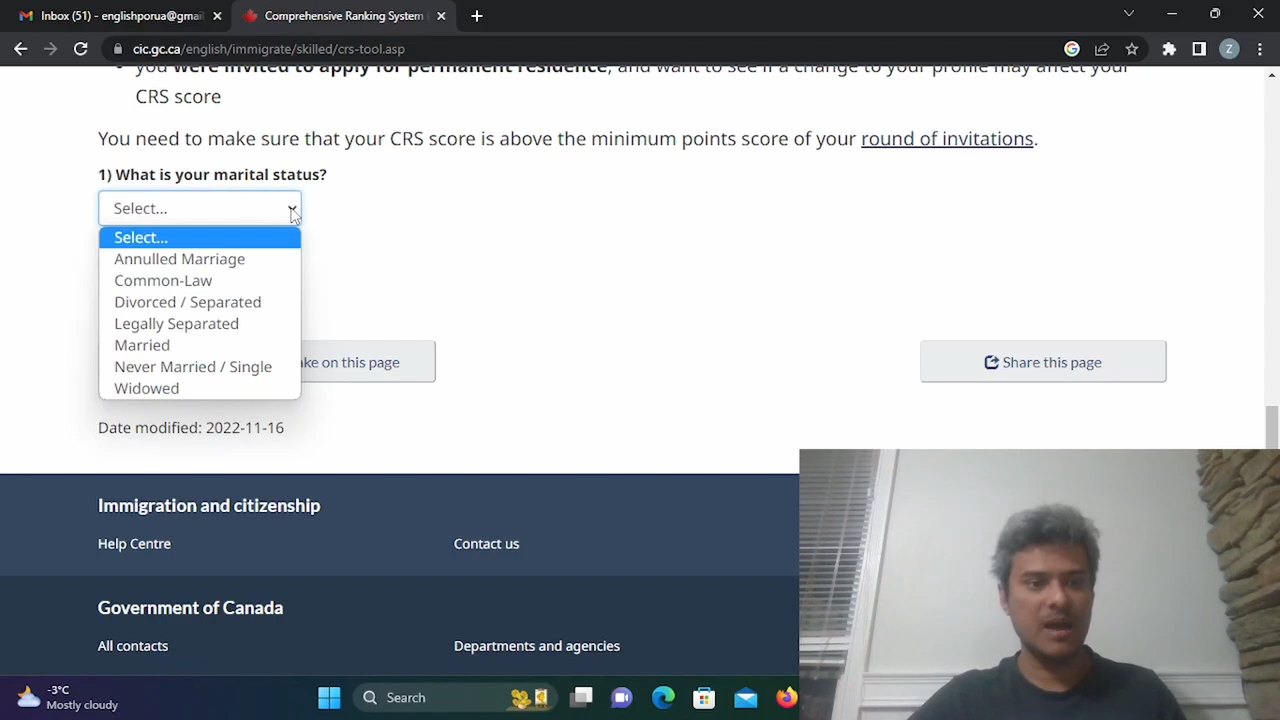 Inbox (51) - englishporua@gmail
Comprehensive Ranking System
cic.gc.ca/english/immigrate/skilled/crs-tool.asp
Z
you were invited to apply for permanent residence, and want to see if a change to your profile may affect your
CRS score
You need to make sure that your CRS score is above the minimum points score of your round of invitations.
1) What is your marital status?
Select...
Select...
Annulled Marriage
Common-Law
Divorced / Separated
Legally Separated
Married
Never Married / Single
Widowed
ake on this page
Share this page
Date modified: 2022-11-16
Immigration and citizenship
Help Centre
Contact us
Government of Canada
All contacts
Departments and agencies
-3°C
Mostly cloudy
Search